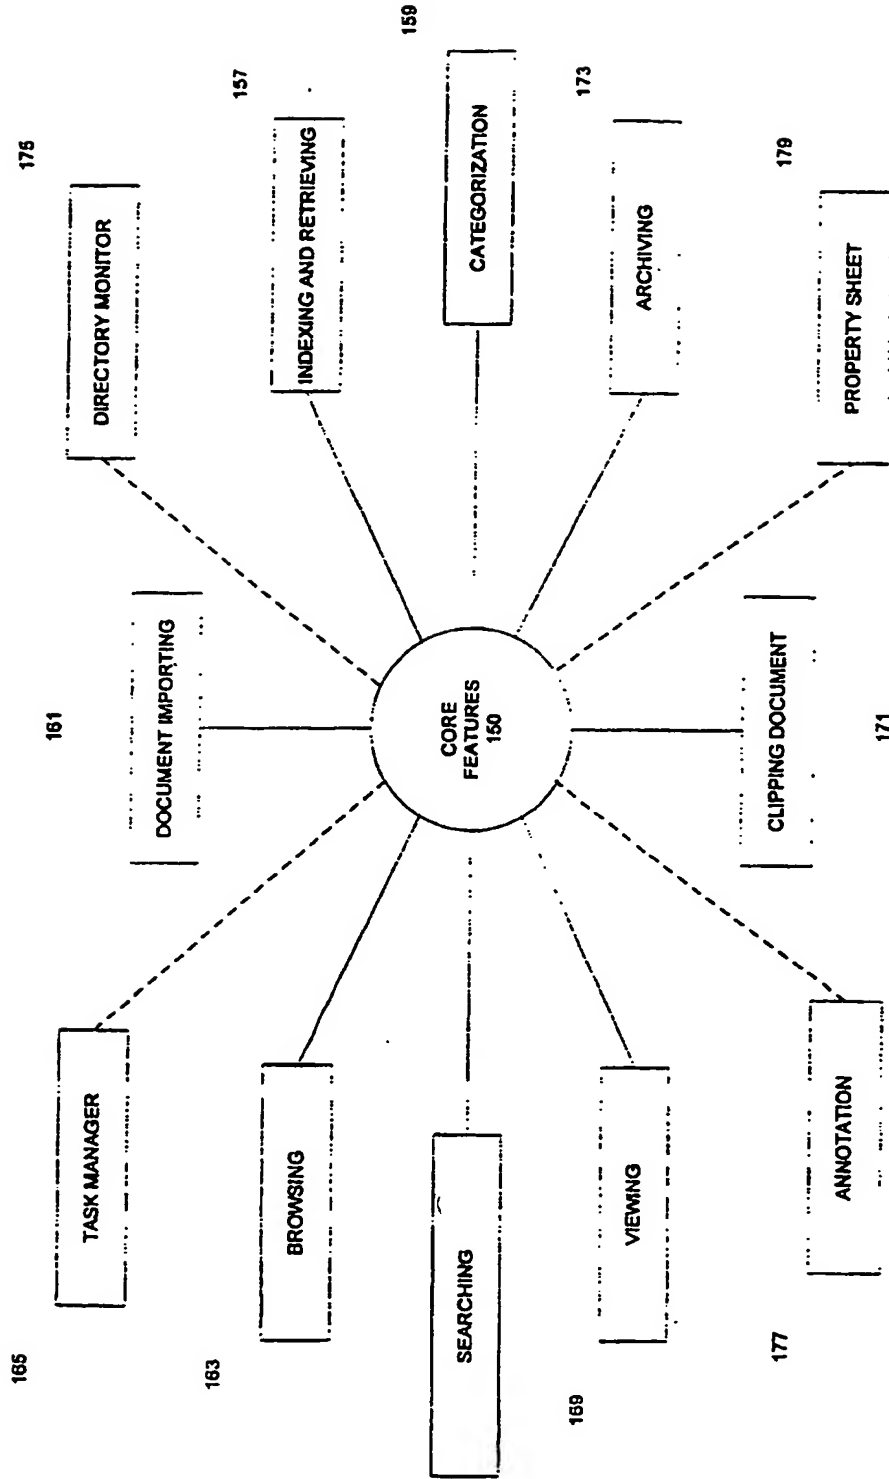 165
TASK MANAGER
161
DOCUMENT IMPORTING
175
DIRECTORY MONITOR
163
BROWSING
157
INDEXING AND RETRIEVING
SEARCHING
CORE
FEATURES
150
159
CATEGORIZATION
169
VIEWING
173
ARCHIVING
177
ANNOTATION
CLIPPING DOCUMENT
171
179
PROPERTY SHEET